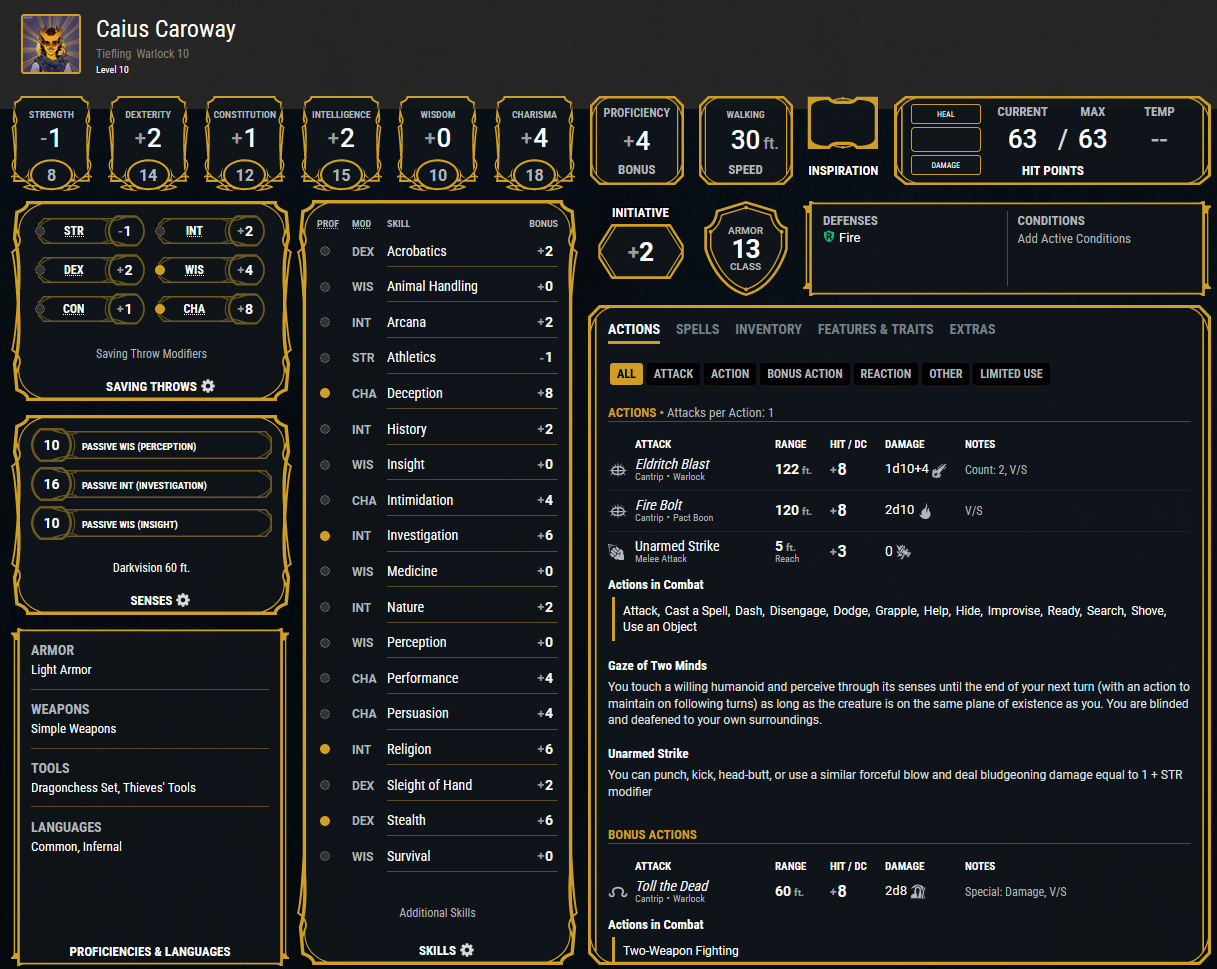 Caius Caroway
Tiefling Warlock 10
Level 10
STRENGTH
-1
8
DEXTERITY
+2
14
CONSTITUTION
+1
12
INTELLIGENCE
+2
15
WISDOM
+0
10
CHARISMA
+4
18
PROFICIENCY
+4
BONUS
WALKING
30 ft.
SPEED
INSPIRATION
HEAL
DAMAGE
CURRENT MAX TEMP
63 / 63 --
HIT POINTS
STR -1 INT +2
DEX +2 WIS +4
CON +1 CHA +8
Saving Throw Modifiers
SAVING THROWS
10 PASSIVE WIS (PERCEPTION)
16 PASSIVE INT (INVESTIGATION)
10 PASSIVE WIS (INSIGHT)
Darkvision 60 ft.
SENSES
ARMOR
Light Armor
WEAPONS
Simple Weapons
TOOLS
Dragonchess Set, Thieves' Tools
LANGUAGES
Common, Infernal
PROFICIENCIES & LANGUAGES
PROF MOD SKILL BONUS
DEX Acrobatics +2
WIS Animal Handling +0
INT Arcana +2
STR Athletics -1
CHA Deception +8
INT History +2
WIS Insight +0
CHA Intimidation +4
INT Investigation +6
WIS Medicine +0
INT Nature +2
WIS Perception +0
CHA Performance +4
CHA Persuasion +4
INT Religion +6
DEX Sleight of Hand +2
DEX Stealth +6
WIS Survival +0
Additional Skills
SKILLS
INITIATIVE
+2
ARMOR
13
CLASS
DEFENSES
Fire
CONDITIONS
Add Active Conditions
ACTIONS SPELLS INVENTORY FEATURES & TRAITS EXTRAS
ALL ATTACK ACTION BONUS ACTION REACTION OTHER LIMITED USE
ACTIONS • Attacks per Action: 1
ATTACK RANGE HIT / DC DAMAGE NOTES
Eldritch Blast 122 ft. +8 1d10+4 Count: 2, V/S
Cantrip • Warlock
Fire Bolt 120 ft. +8 2d10 V/S
Cantrip • Pact Boon
Unarmed Strike 5 ft. +3 0
Melee Attack Reach
Actions in Combat
Attack, Cast a Spell, Dash, Disengage, Dodge, Grapple, Help, Hide, Improvise, Ready, Search, Shove,
Use an Object
Gaze of Two Minds
You touch a willing humanoid and perceive through its senses until the end of your next turn (with an action to
maintain on following turns) as long as the creature is on the same plane of existence as you. You are blinded
and deafened to your own surroundings.
Unarmed Strike
You can punch, kick, head-butt, or use a similar forceful blow and deal bludgeoning damage equal to 1 + STR
modifier
BONUS ACTIONS
ATTACK RANGE HIT / DC DAMAGE NOTES
Toll the Dead 60 ft. +8 2d8 Special: Damage, V/S
Cantrip • Warlock
Actions in Combat
Two-Weapon Fighting